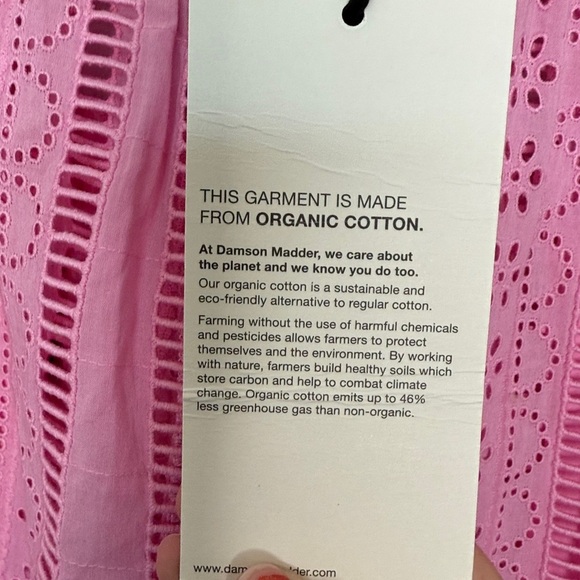 THIS GARMENT IS MADE
FROM ORGANIC COTTON.
At Damson Madder, we care about
the planet and we know you do too.
Our organic cotton is a sustainable and
eco-friendly alternative to regular cotton.
Farming without the use of harmful chemicals
and pesticides allows farmers to protect
themselves and the environment. By working
with nature, farmers build healthy soils which
store carbon and help to combat climate
change. Organic cotton emits up to 46%
less greenhouse gas than non-organic.